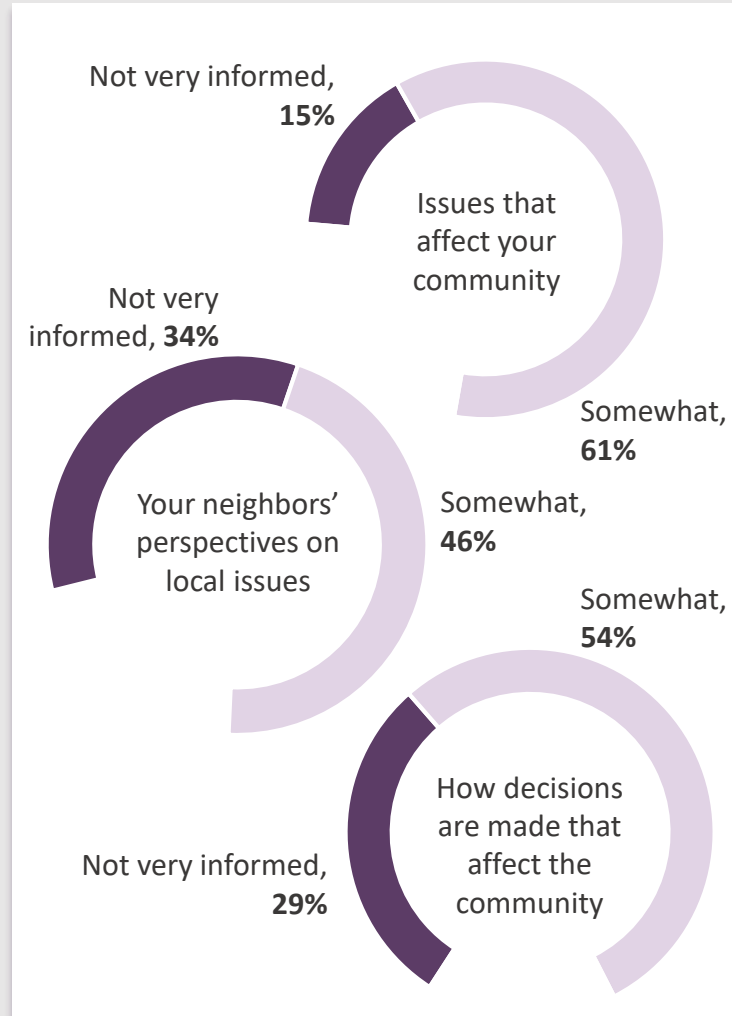 Not very informed,
15%
Issues that
affect your
community
Somewhat,
61%
Not very
informed, 34%
Your neighbors’
perspectives on
local issues
Somewhat,
46%
Somewhat,
54%
How decisions
are made that
affect the
community
Not very informed,
29%